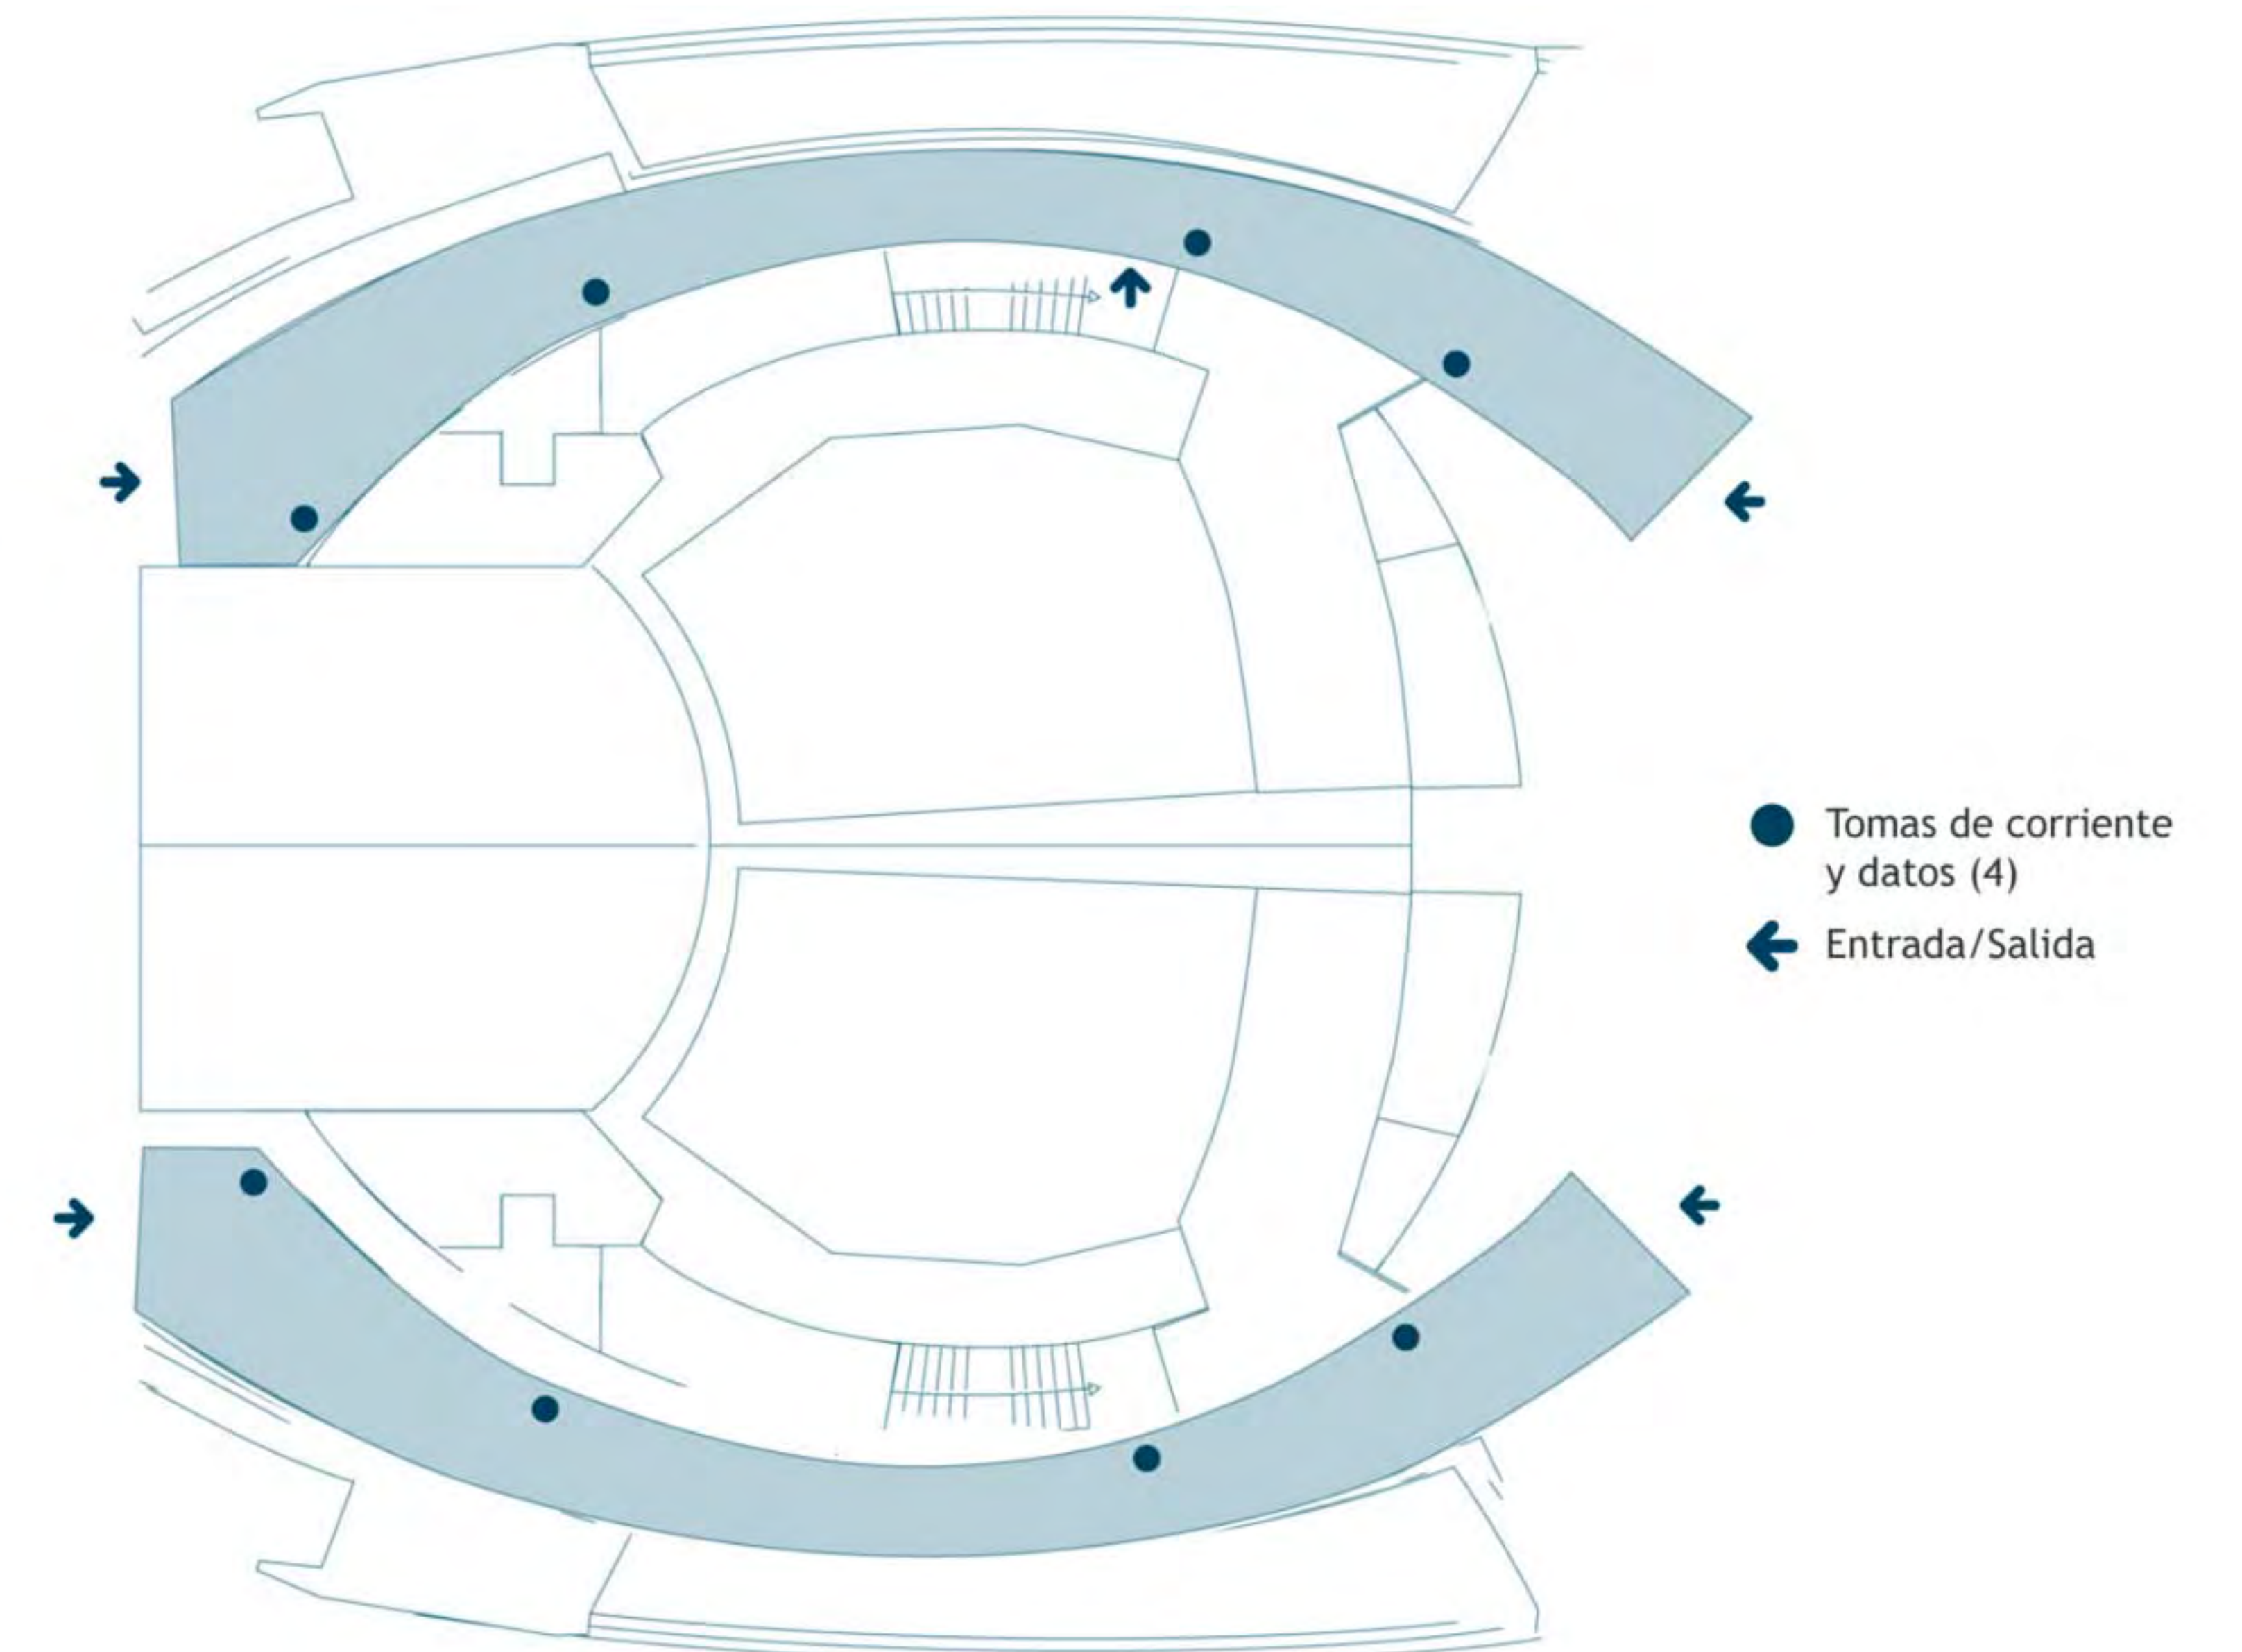 Tomas de corriente
y datos (4)
Entrada/Salida